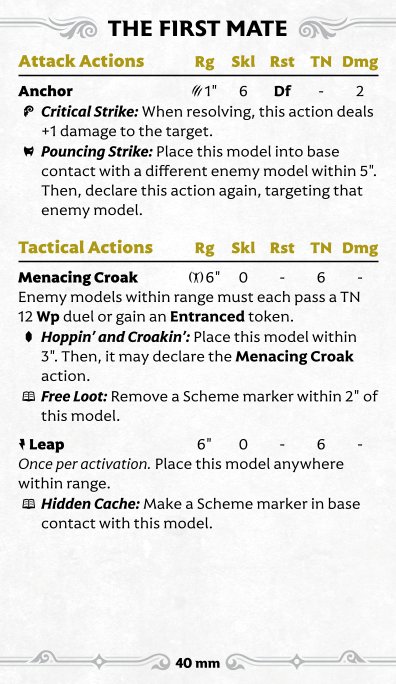 THE FIRST MATE
Attack Actions Rg Skl Rst TN Dmg
Anchor 1" 6 Df - 2
Critical Strike: When resolving, this action deals
+1 damage to the target.
Pouncing Strike: Place this model into base
contact with a different enemy model within 5".
Then, declare this action again, targeting that
enemy model.
Tactical Actions Rg Skl Rst TN Dmg
Menacing Croak 6" 0 - 6 -
Enemy models within range must each pass a TN
12 Wp duel or gain an Entranced token.
Hoppin’ and Croakin’: Place this model within
3". Then, it may declare the Menacing Croak
action.
Free Loot: Remove a Scheme marker within 2" of
this model.
Leap 6" 0 - 6 -
Once per activation. Place this model anywhere
within range.
Hidden Cache: Make a Scheme marker in base
contact with this model.
40 mm